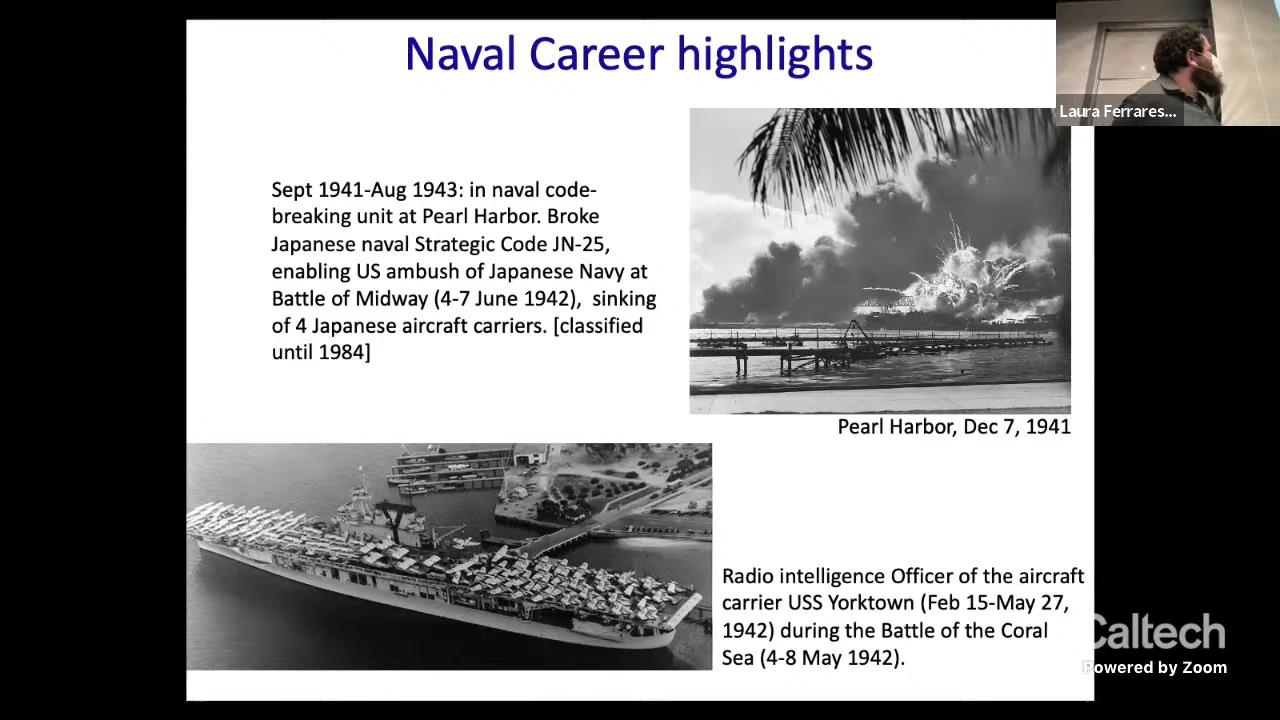 Naval Career highlights
Laura Ferrares...
Sept 1941-Aug 1943: in naval code-
breaking unit at Pearl Harbor. Broke
Japanese naval Strategic Code JN-25,
enabling US ambush of Japanese Navy at
Battle of Midway (4-7 June 1942),  sinking
of 4 Japanese aircraft carriers. [classified
until 1984]
Pearl Harbor, Dec 7, 1941
Radio intelligence Officer of the aircraft
carrier USS Yorktown (Feb 15-May 27,
1942) during the Battle of the Coral
Sea (4-8 May 1942).
Caltech
Powered by Zoom